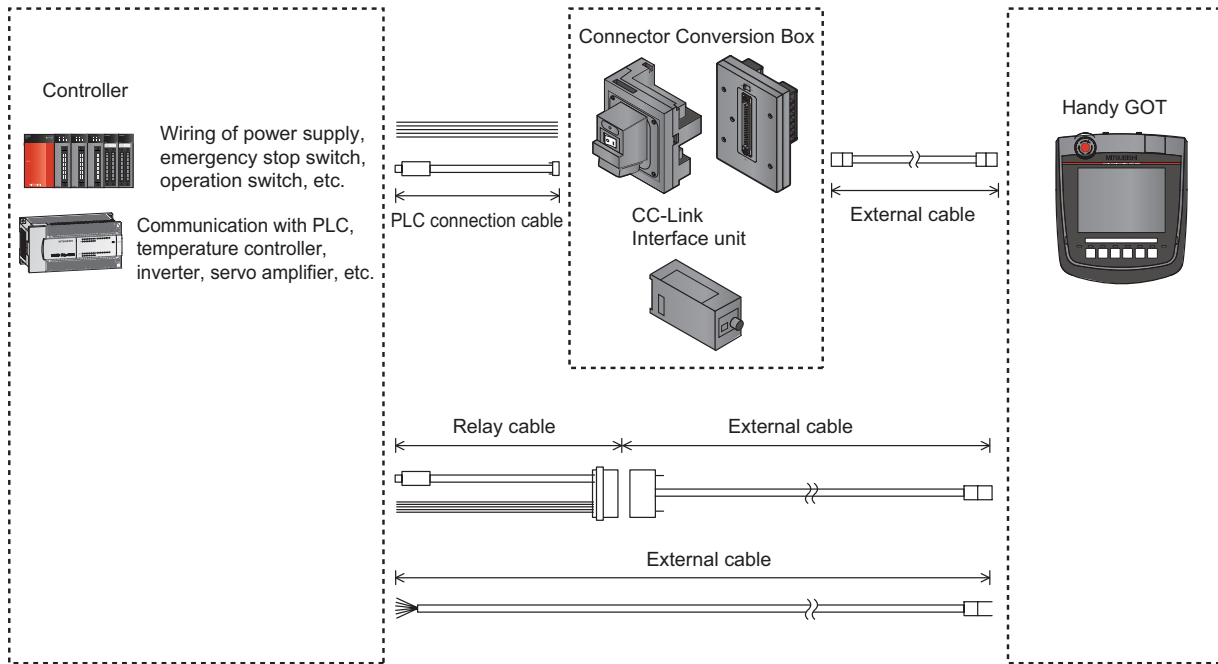 Controller
Wiring of power supply,
emergency stop switch,
operation switch, etc.
Communication with PLC,
temperature controller,
inverter, servo amplifier, etc.
PLC connection cable
Connector Conversion Box
CC-Link
Interface unit
External cable
Handy GOT
MITSUBISHI
Relay cable
External cable
External cable